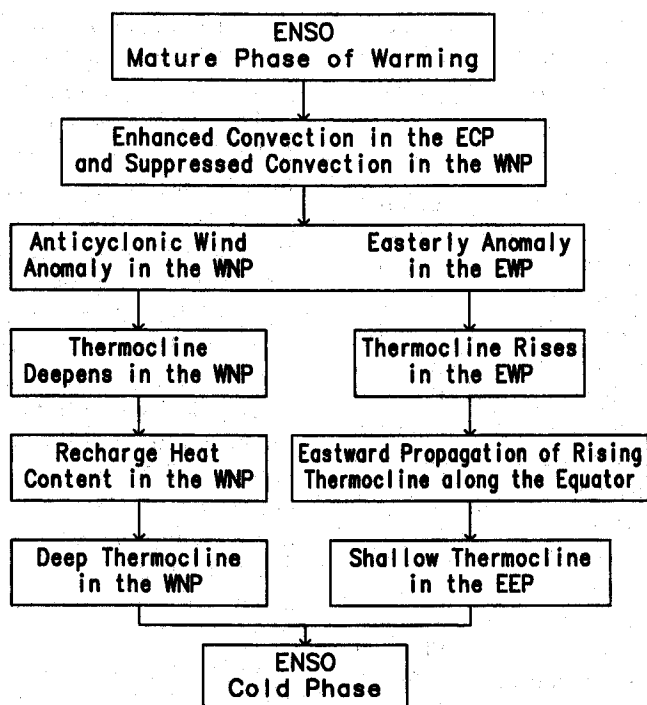 ENSO
Mature Phase of Warming
Enhanced Convection in the ECP
and Suppressed Convection in the WNP
Anticyclonic Wind
Anomaly in the WNP
Easterly Anomaly
in the EWP
Thermocline
Deepens in the WNP
Thermocline Rises
in the EWP
Recharge Heat
Content in the WNP
Eastward Propagation of Rising
Thermocline along the Equator
Deep Thermocline
in the WNP
Shallow Thermocline
in the EEP
ENSO
Cold Phase